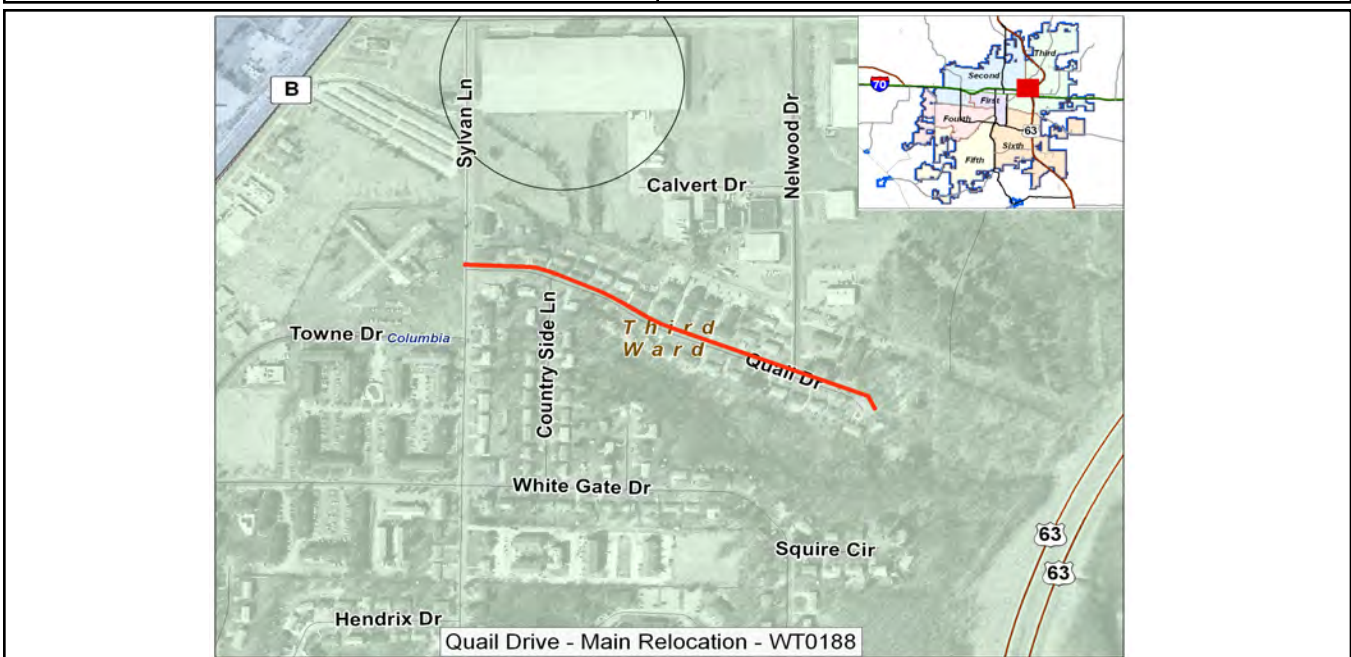 B
Sylvan Ln
Nelwood Dr
Calvert Dr
Third
Second
70
First
Fourth
63
Sixth
Fifth
Towne Dr Columbia
Country Side Ln
Third
Ward
Quail Dr
White Gate Dr
Squire Cir
63
63
Hendrix Dr
Quail Drive - Main Relocation - WT0188